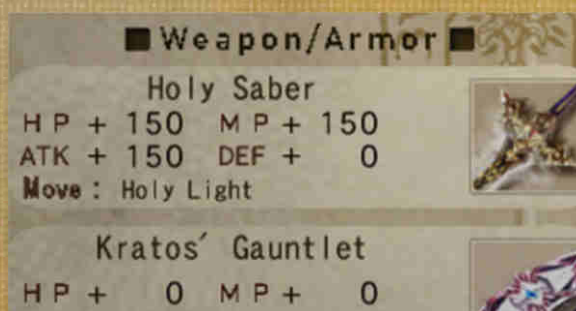 ■Weapon/Armor■
Holy Saber
HP + 150 MP + 150
ATK + 150 DEF + 0
Move : Holy Light
Kratos' Gauntlet
HP + 0 MP + 0